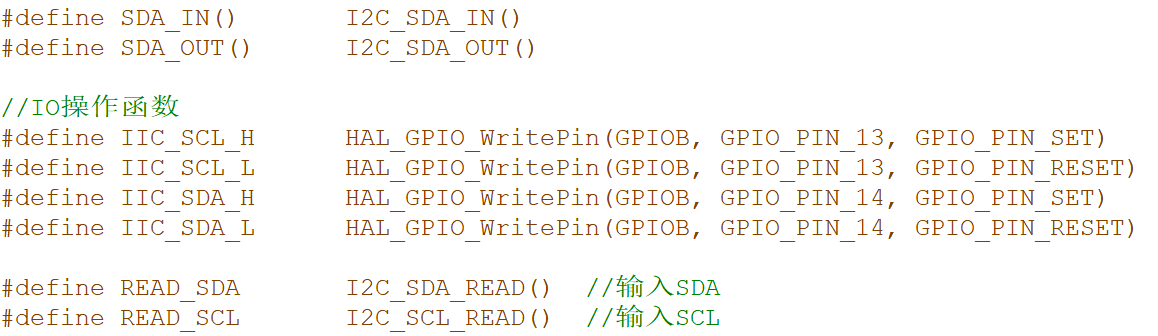 #define SDA_IN()       I2C_SDA_IN()
#define SDA_OUT()      I2C_SDA_OUT()
//IO操作函数
#define IIC_SCL_H      HAL_GPIO_WritePin(GPIOB, GPIO_PIN_13, GPIO_PIN_SET)
#define IIC_SCL_L      HAL_GPIO_WritePin(GPIOB, GPIO_PIN_13, GPIO_PIN_RESET)
#define IIC_SDA_H      HAL_GPIO_WritePin(GPIOB, GPIO_PIN_14, GPIO_PIN_SET)
#define IIC_SDA_L      HAL_GPIO_WritePin(GPIOB, GPIO_PIN_14, GPIO_PIN_RESET)
#define READ_SDA       I2C_SDA_READ()  //输入SDA
#define READ_SCL       I2C_SCL_READ()  //输入SCL